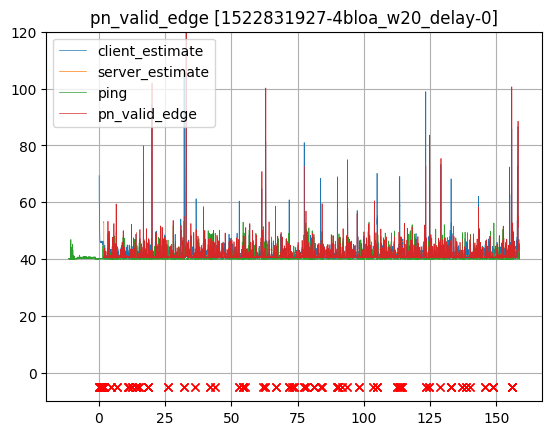 pn_valid_edge [1522831927-4bloa_w20_delay-0]
120
100
80
60
40
20
0
client_estimate
server_estimate
ping
pn_valid_edge
0
25
50
75
100
125
150